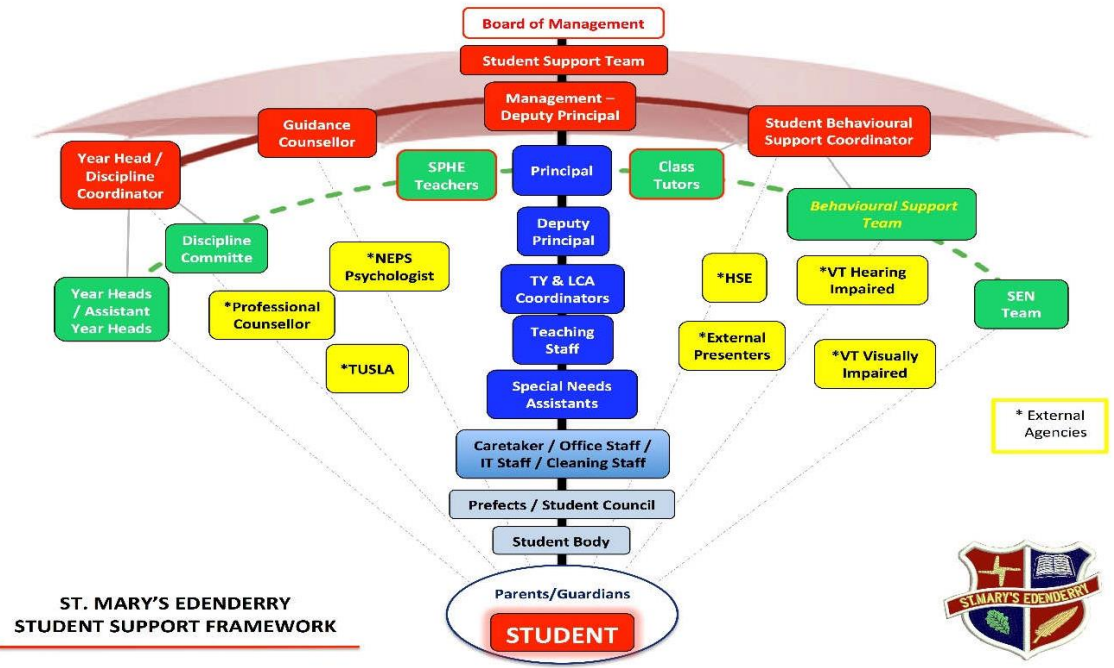 Board of Management
Student Support Team
Management –
Deputy Principal
Guidance
Counsellor
Student Behavioural
Support Coordinator
Year Head /
Discipline
Coordinator
SPHE
Teachers
Principal
Class
Tutors
Behavioural Support
Team
Discipline
Committe
Deputy
Principal
*NEPS
Psychologist
*HSE
*VT Hearing
Impaired
Year Heads
/ Assistant
Year Heads
*Professional
Counsellor
TY & LCA
Coordinators
SEN
Team
Teaching
Staff
*External
Presenters
*TUSLA
*VT Visually
Impaired
Special Needs
Assistants
* External
Agencies
Caretaker / Office Staff /
IT Staff / Cleaning Staff
Prefects / Student Council
Student Body
Parents/Guardians
STUDENT
ST. MARY'S EDENDERRY
STUDENT SUPPORT FRAMEWORK
ST.MARY'S EDENDERRY